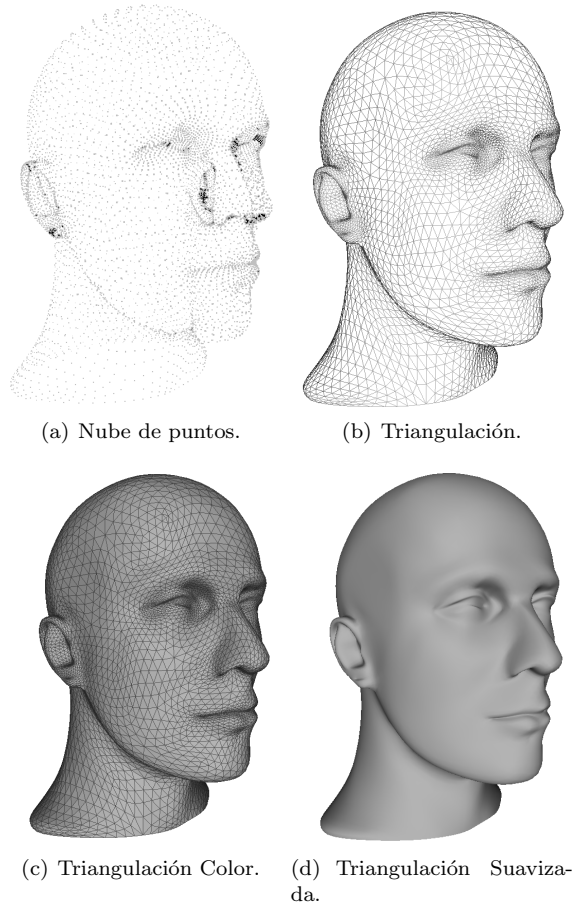 (a) Nube de puntos.
(b) Triangulación.
(c) Triangulación Color.
(d) Triangulación Suaviza-
da.